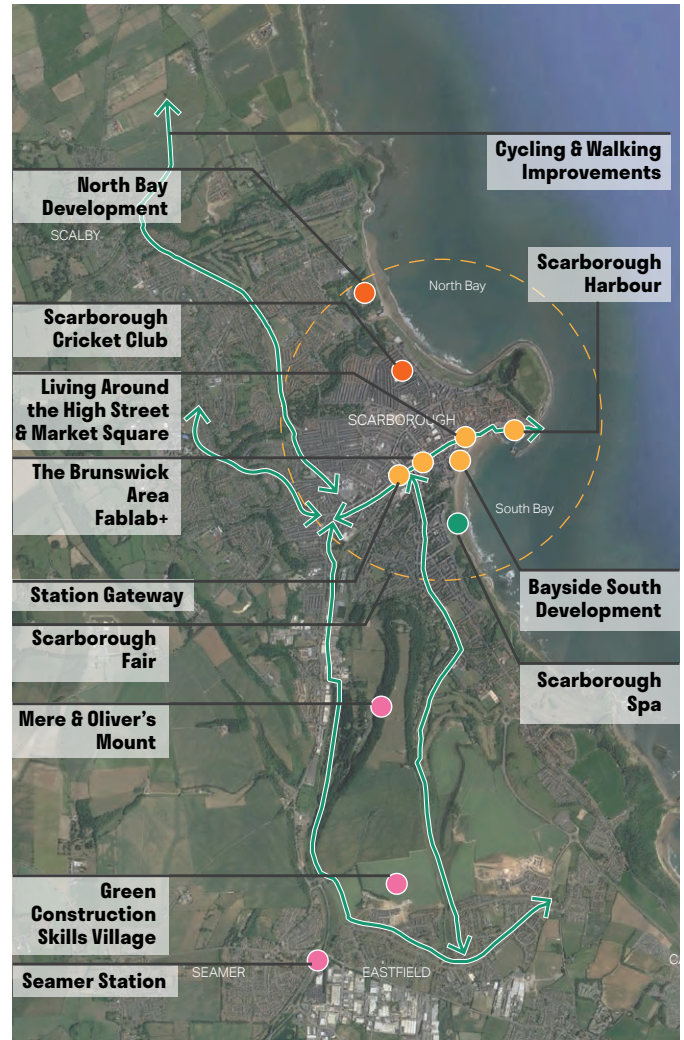 Cycling & Walking
Improvements
North Bay
Development
SCALBY
Scarborough
Harbour
North Bay
Scarborough
Cricket Club
Living Around
the High Street
& Market Square
SCARBOROUGH
The Brunswick
Area
Fablab+
South Bay
Station Gateway
Bayside South
Development
Scarborough
Fair
Scarborough
Spa
Mere & Oliver's
Mount
Green
Construction
Skills Village
Seamer Station
SEAMER
EASTFIELD